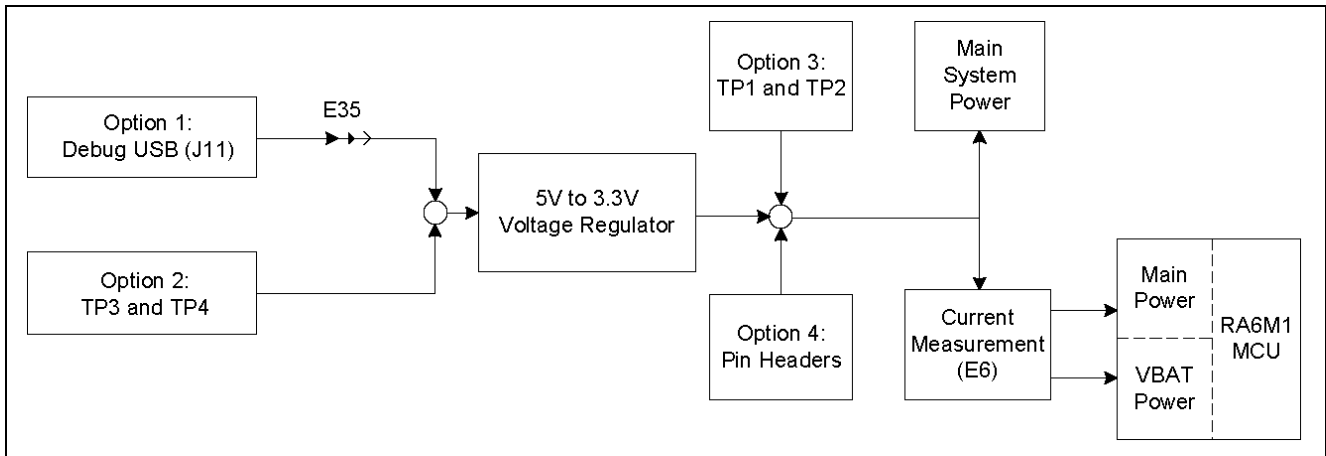 Option 1:
Debug USB (J11)
E35
Option 2:
TP3 and TP4
5V to 3.3V
Voltage Regulator
Option 3:
TP1 and TP2
Option 4:
Pin Headers
Main
System
Power
Current
Measurement
(E6)
Main
Power
VBAT
Power
RA6M1
MCU